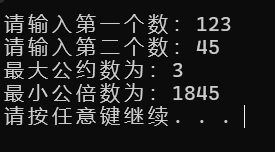 请输入第一个数: 123
请输入第二个数: 45
最大公约数为: 3
最小公倍数为: 1845
请按任意键继续. . .